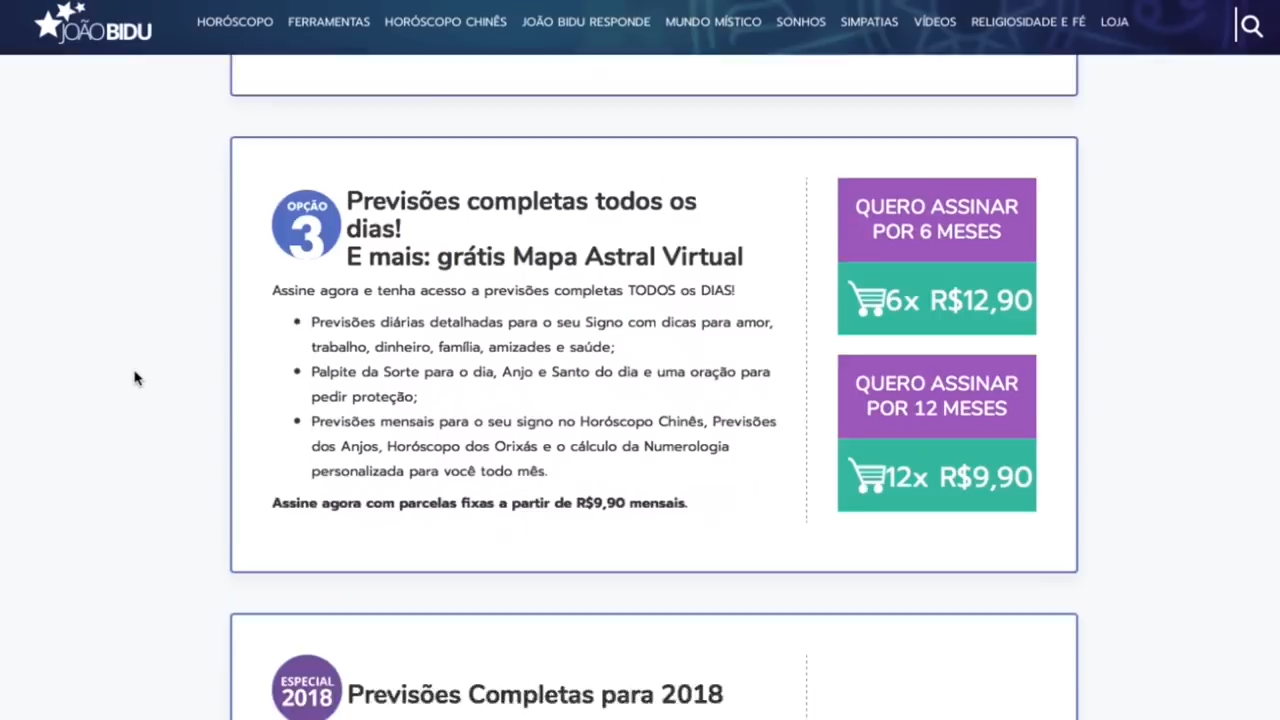 JOÃO BIDU
HORÓSCOPO FERRAMENTAS HORÓSCOPO CHINÊS JOÃO BIDU RESPONDE MUNDO MÍSTICO SONHOS SIMPATIAS VÍDEOS RELIGIOSIDADE E FÉ LOJA
OPÇÃO
3
Previsões completas todos os
dias!
E mais: grátis Mapa Astral Virtual
Assine agora e tenha acesso a previsões completas TODOS os DIAS!
Previsões diárias detalhadas para o seu Signo com dicas para amor,
trabalho, dinheiro, família, amizades e saúde;
Palpite da Sorte para o dia, Anjo e Santo do dia e uma oração para
pedir proteção;
Previsões mensais para o seu signo no Horóscopo Chinês, Previsões
dos Anjos, Horóscopo dos Orixás e o cálculo da Numerologia
personalizada para você todo mês.
Assine agora com parcelas fixas a partir de R$9,90 mensais.
QUERO ASSINAR
POR 6 MESES
6x R$12,90
QUERO ASSINAR
POR 12 MESES
12x R$9,90
ESPECIAL
2018
Previsões Completas para 2018